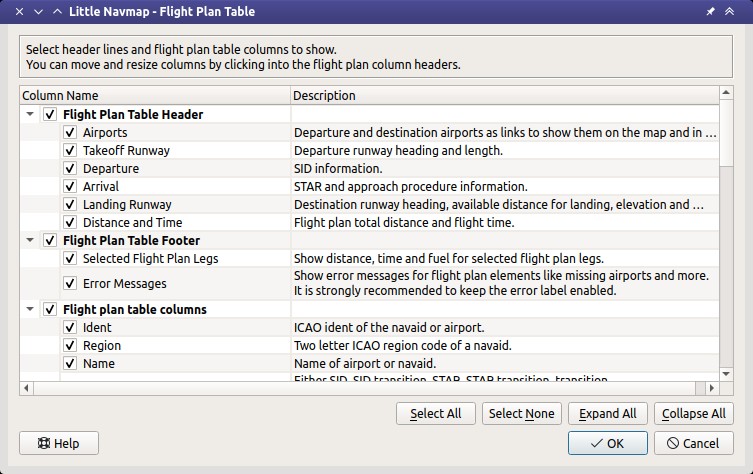 Little Navmap - Flight Plan Table
Select header lines and flight plan table columns to show.
You can move and resize columns by clicking into the flight plan column headers.
Column Name Description
Flight Plan Table Header
Airports Departure and destination airports as links to show them on the map and in ...
Takeoff Runway Departure runway heading and length.
Departure SID information.
Arrival STAR and approach procedure information.
Landing Runway Destination runway heading, available distance for landing, elevation and ...
Distance and Time Flight plan total distance and flight time.
Flight Plan Table Footer
Selected Flight Plan Legs Show distance, time and fuel for selected flight plan legs.
Error Messages Show error messages for flight plan elements like missing airports and more.
It is strongly recommended to keep the error label enabled.
Flight plan table columns
Ident ICAO ident of the navaid or airport.
Region Two letter ICAO region code of a navaid.
Name Name of airport or navaid.
Either SID, SID transition, STAR, STAR transition, transition,
Select All Select None Expand All Collapse All
Help OK Cancel